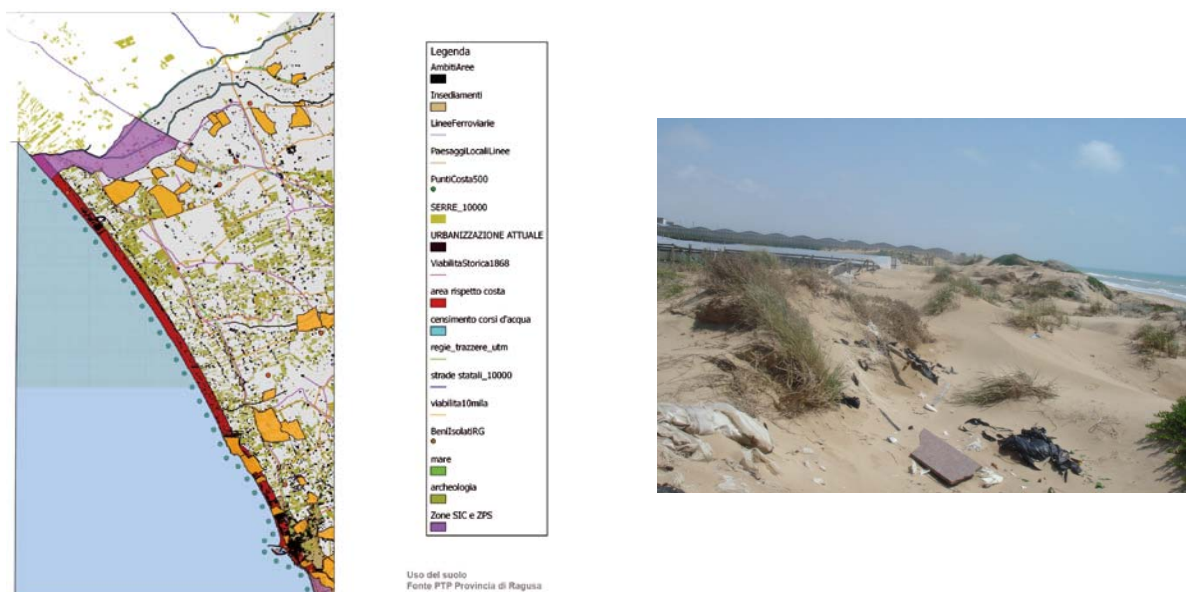 Legenda
AmbitiAree
Insediamenti
LineeFerroviarie
PaesaggiLocaliLinee
PuntiCosta500
SERRE_10000
URBANIZZAZIONE ATTUALE
ViabilitaStorica1868
area rispetto costa
censimento corsi d'acqua
regie_trazzere_utm
strade statali_10000
viabilita10mila
BeniIsolatiRG
mare
archeologia
Zone SIC e ZPS
Uso del suolo
Fonte PTP Provincia di Ragusa